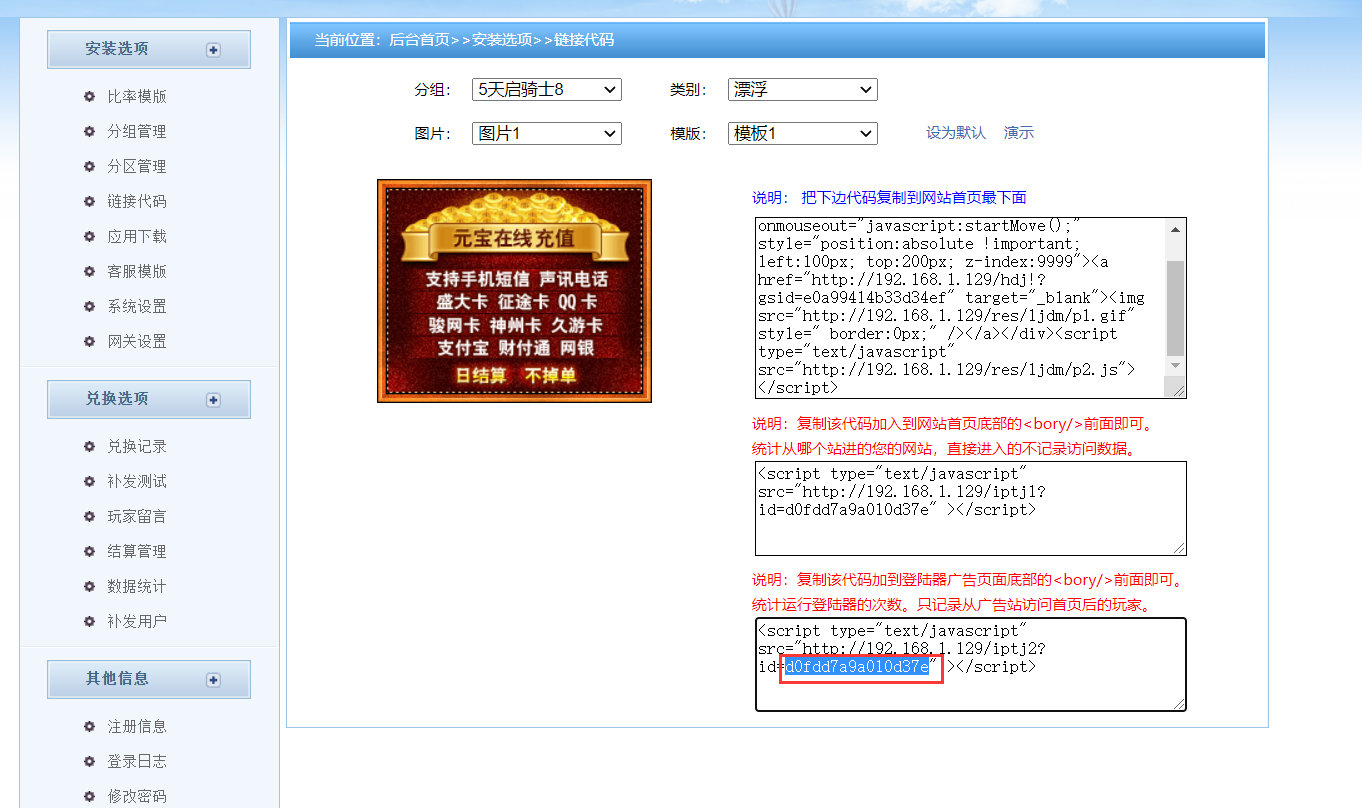 安装选项
比率模版
分组管理
分区管理
链接代码
应用下载
客服模版
系统设置
网关设置
兑换选项
兑换记录
补发测试
玩家留言
结算管理
数据统计
补发用户
其他信息
注册信息
登录日志
修改密码
当前位置：后台首页>>安装选项>>链接代码
分组： 5天启骑士8 类别： 漂浮
图片： 图片1 模版： 模板1 设为默认 演示
元宝在线充值
支持手机短信 声讯电话
盛大卡 征途卡 QQ卡
骏网卡 神州卡 久游卡
支付宝 财付通 网银
日结算 不掉单
说明： 把下边代码复制到网站首页最下面
onmouseout="javascript:startMove();"
style="position:absolute !important;
left:100px; top:200px; z-index:9999"><a
href="http://192.168.1.129/hdj!?
gsid=e0a99414b33d34ef" target="_blank"><img
src="http://192.168.1.129/res/ljdm/p1.gif"
style=" border:0px;" /></a></div><script
type="text/javascript"
src="http://192.168.1.129/res/ljdm/p2.js">
</script>
说明：复制该代码加入到网站首页底部的<bory/>前面即可。
统计从哪个站进的您的网站，直接进入的不记录访问数据。
<script type="text/javascript"
src="http://192.168.1.129/iptj1?
id=d0fdd7a9a010d37e" ></script>
说明：复制该代码加到登陆器广告页面底部的<bory/>前面即可。
统计运行登陆器的次数。只记录从广告站访问首页后的玩家。
<script type="text/javascript"
src="http://192.168.1.129/iptj2?
id=d0fdd7a9a010d37e" ></script>